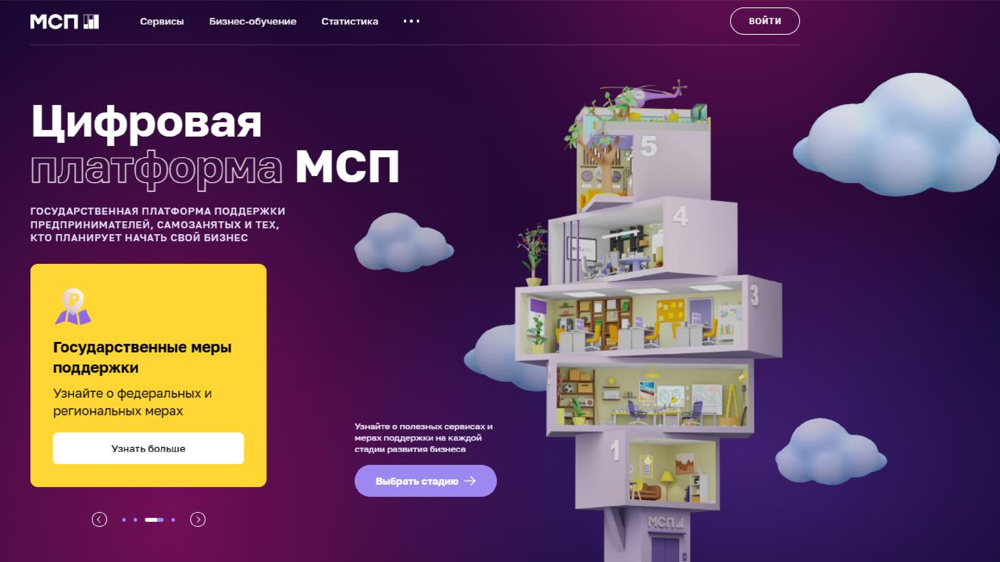 МСП
Сервисы
Бизнес-обучение
Статистика
ВОЙТИ
Цифровая
платформа МСП
ГОСУДАРСТВЕННАЯ ПЛАТФОРМА ПОДДЕРЖКИ
ПРЕДПРИНИМАТЕЛЕЙ, САМОЗАНЯТЫХ И ТЕХ,
КТО ПЛАНИРУЕТ НАЧАТЬ СВОЙ БИЗНЕС
Государственные меры
поддержки
Узнайте о федеральных и
региональных мерах
Узнать больше
Узнайте о полезных сервисах и
мерах поддержки на каждой
стадии развития бизнеса
Выбрать стадию
5
4
3
1
МСП